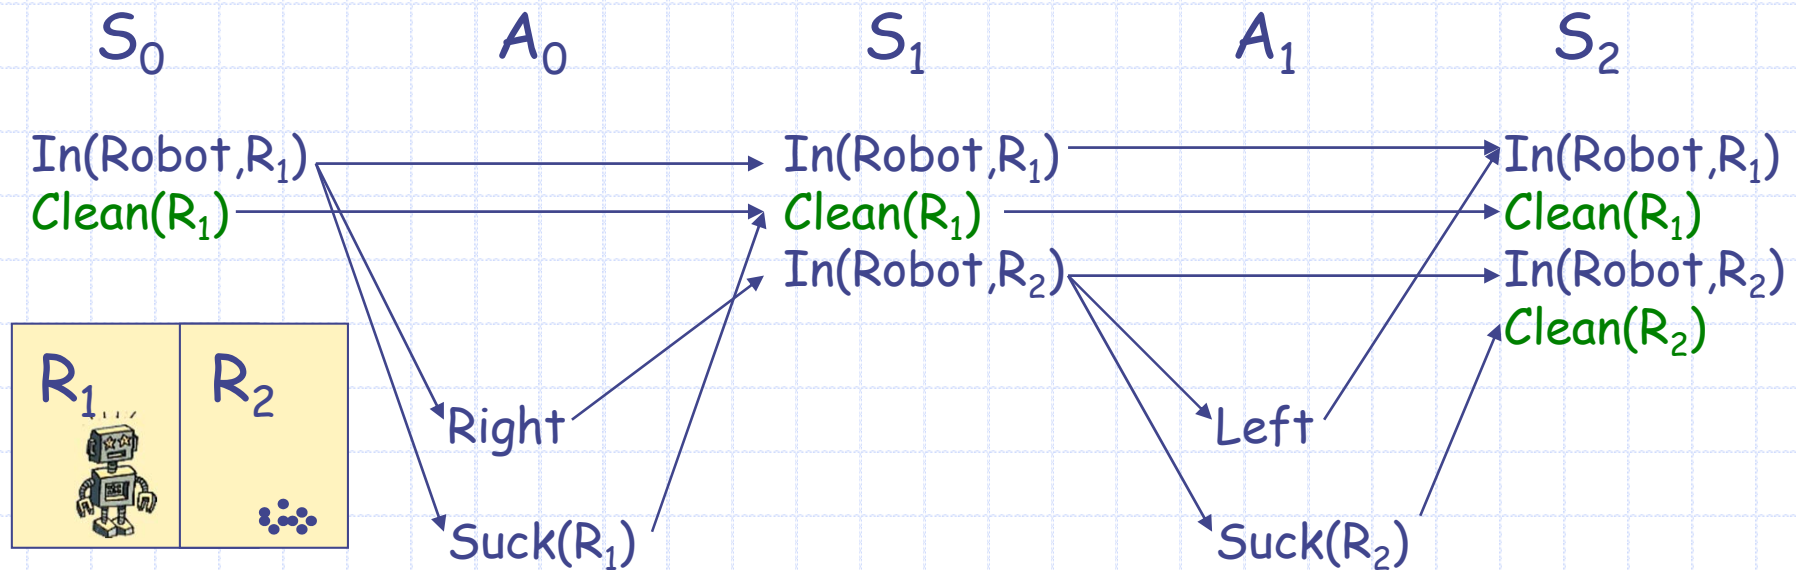 S₀ A₀ S₁ A₁ S₂
In(Robot,R₁) In(Robot,R₁) In(Robot,R₁)
Clean(R₁) Clean(R₁) Clean(R₁)
In(Robot,R₂) In(Robot,R₂)
Clean(R₂)
R₁ R₂
Right Left
Suck(R₁) Suck(R₂)